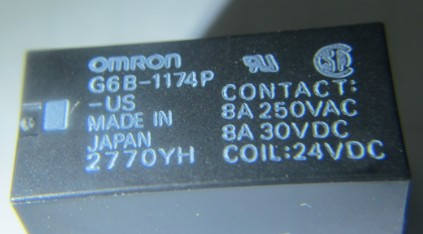 OMRON
G6B-1174P
-US
MADE IN
JAPAN
2770YH
CONTACT:
8A 250VAC
8A 30VDC
COIL:24VDC